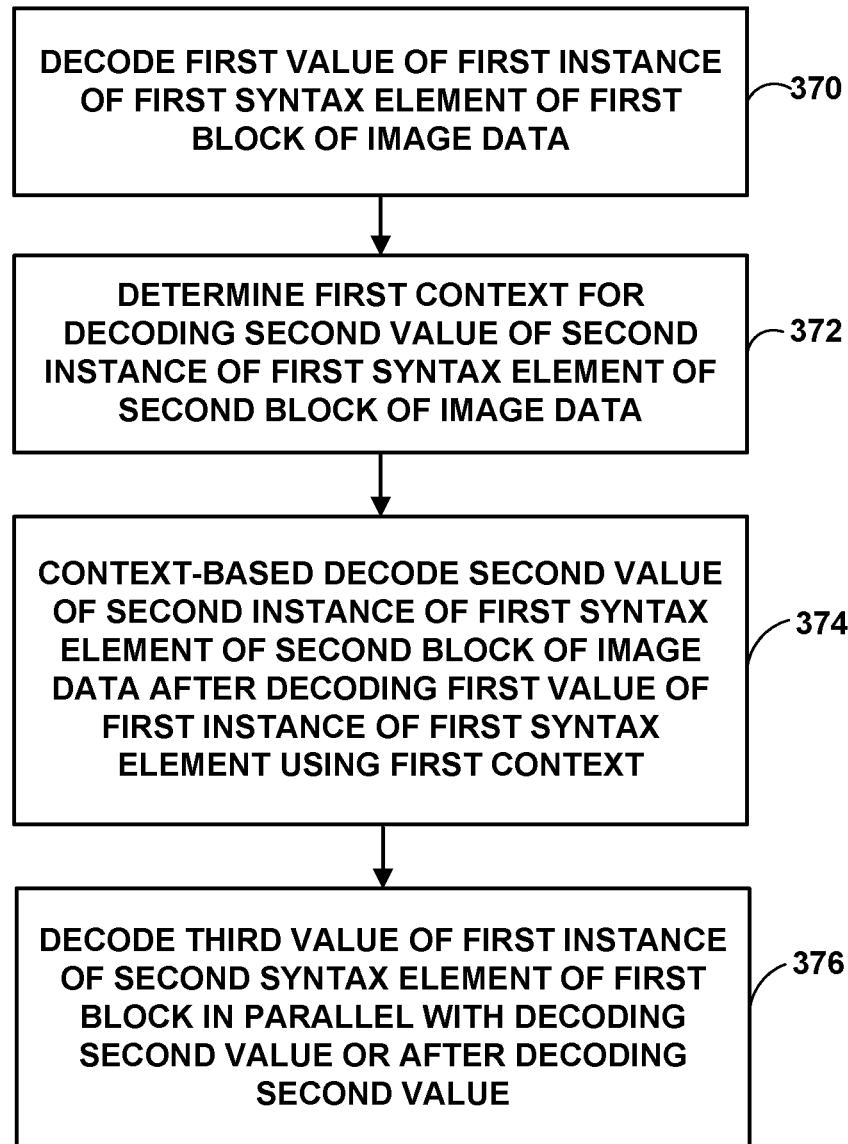 DECODE FIRST VALUE OF FIRST INSTANCE
OF FIRST SYNTAX ELEMENT OF FIRST
BLOCK OF IMAGE DATA
370
DETERMINE FIRST CONTEXT FOR
DECODING SECOND VALUE OF SECOND
INSTANCE OF FIRST SYNTAX ELEMENT OF
SECOND BLOCK OF IMAGE DATA
372
CONTEXT-BASED DECODE SECOND VALUE
OF SECOND INSTANCE OF FIRST SYNTAX
ELEMENT OF SECOND BLOCK OF IMAGE
DATA AFTER DECODING FIRST VALUE OF
FIRST INSTANCE OF FIRST SYNTAX
ELEMENT USING FIRST CONTEXT
374
DECODE THIRD VALUE OF FIRST INSTANCE
OF SECOND SYNTAX ELEMENT OF FIRST
BLOCK IN PARALLEL WITH DECODING
SECOND VALUE OR AFTER DECODING
SECOND VALUE
376